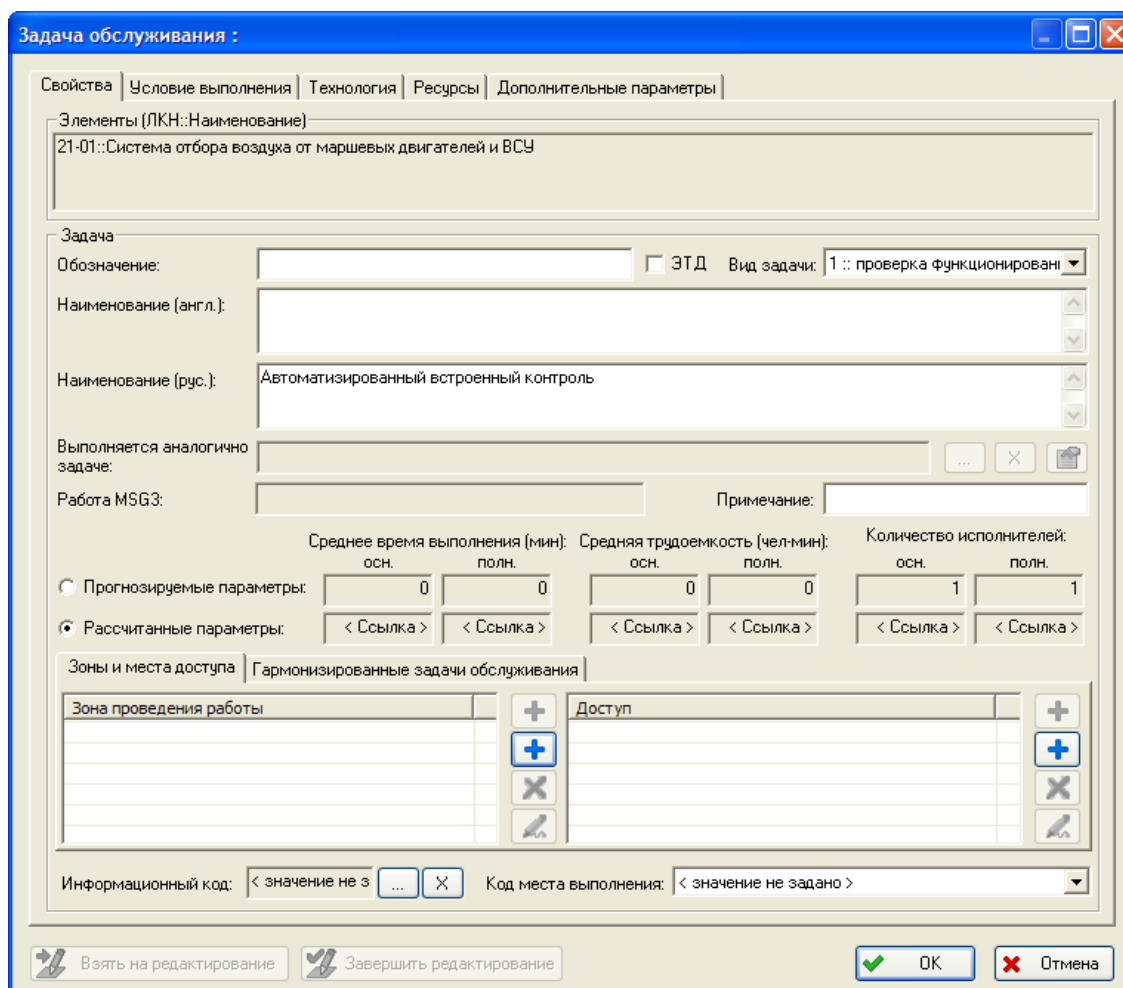 Задача обслуживания :
Свойства Условие выполнения Технология Ресурсы Дополнительные параметры
Элементы (ЛКН::Наименование)
21-01::Система отбора воздуха от маршевых двигателей и ВСУ
Задача
Обозначение: ЭТД Вид задачи: 1 :: проверка функционировани
Наименование (англ.):
Наименование (рус.): Автоматизированный встроенный контроль
Выполняется аналогично
задаче: ... X
Работа MSG3: Примечание:
Среднее время выполнения (мин): Средняя трудоемкость (чел-мин): Количество исполнителей:
осн. полн. осн. полн. осн. полн.
Прогнозируемые параметры: 0 0 0 0 1 1
Рассчитанные параметры: < Ссылка > < Ссылка > < Ссылка > < Ссылка > < Ссылка > < Ссылка >
Зоны и места доступа Гармонизированные задачи обслуживания
Зона проведения работы Доступ
Информационный код: < значение не з ... X Код места выполнения: < значение не задано >
Взять на редактирование Завершить редактирование OK Отмена